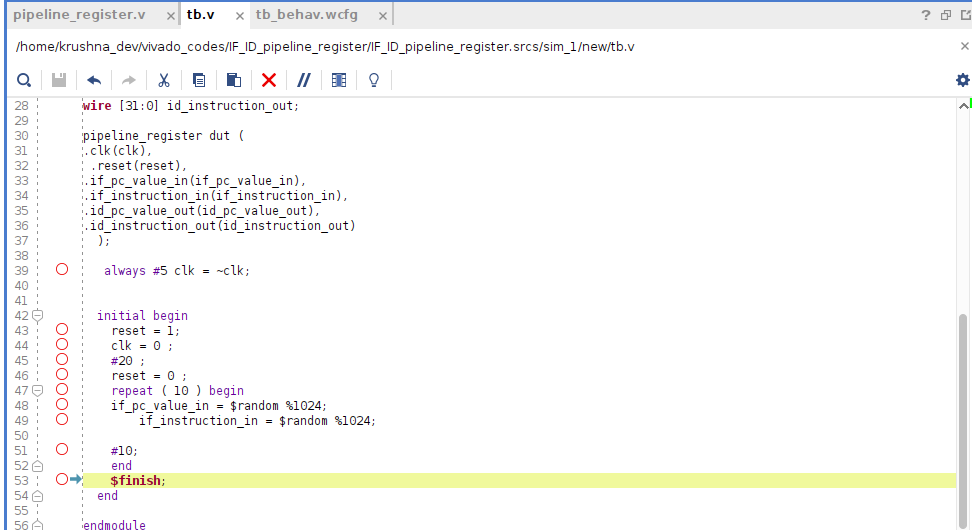 pipeline_register.v × tb.v × tb_behav.wcfg ×
/home/krushna_dev/vivado_codes/IF_ID_pipeline_register/IF_ID_pipeline_register.srcs/sim_1/new/tb.v
28 wire [31:0] id_instruction_out;
29
30 pipeline_register dut (
31 .clk(clk),
32 .reset(reset),
33 .if_pc_value_in(if_pc_value_in),
34 .if_instruction_in(if_instruction_in),
35 .id_pc_value_out(id_pc_value_out),
36 .id_instruction_out(id_instruction_out)
37 );
38
39 always #5 clk = ~clk;
40
41
42 initial begin
43 reset = 1;
44 clk = 0 ;
45 #20 ;
46 reset = 0 ;
47 repeat ( 10 ) begin
48 if_pc_value_in = $random %1024;
49 if_instruction_in = $random %1024;
50
51 #10;
52 end
53 $finish;
54 end
55
56 endmodule